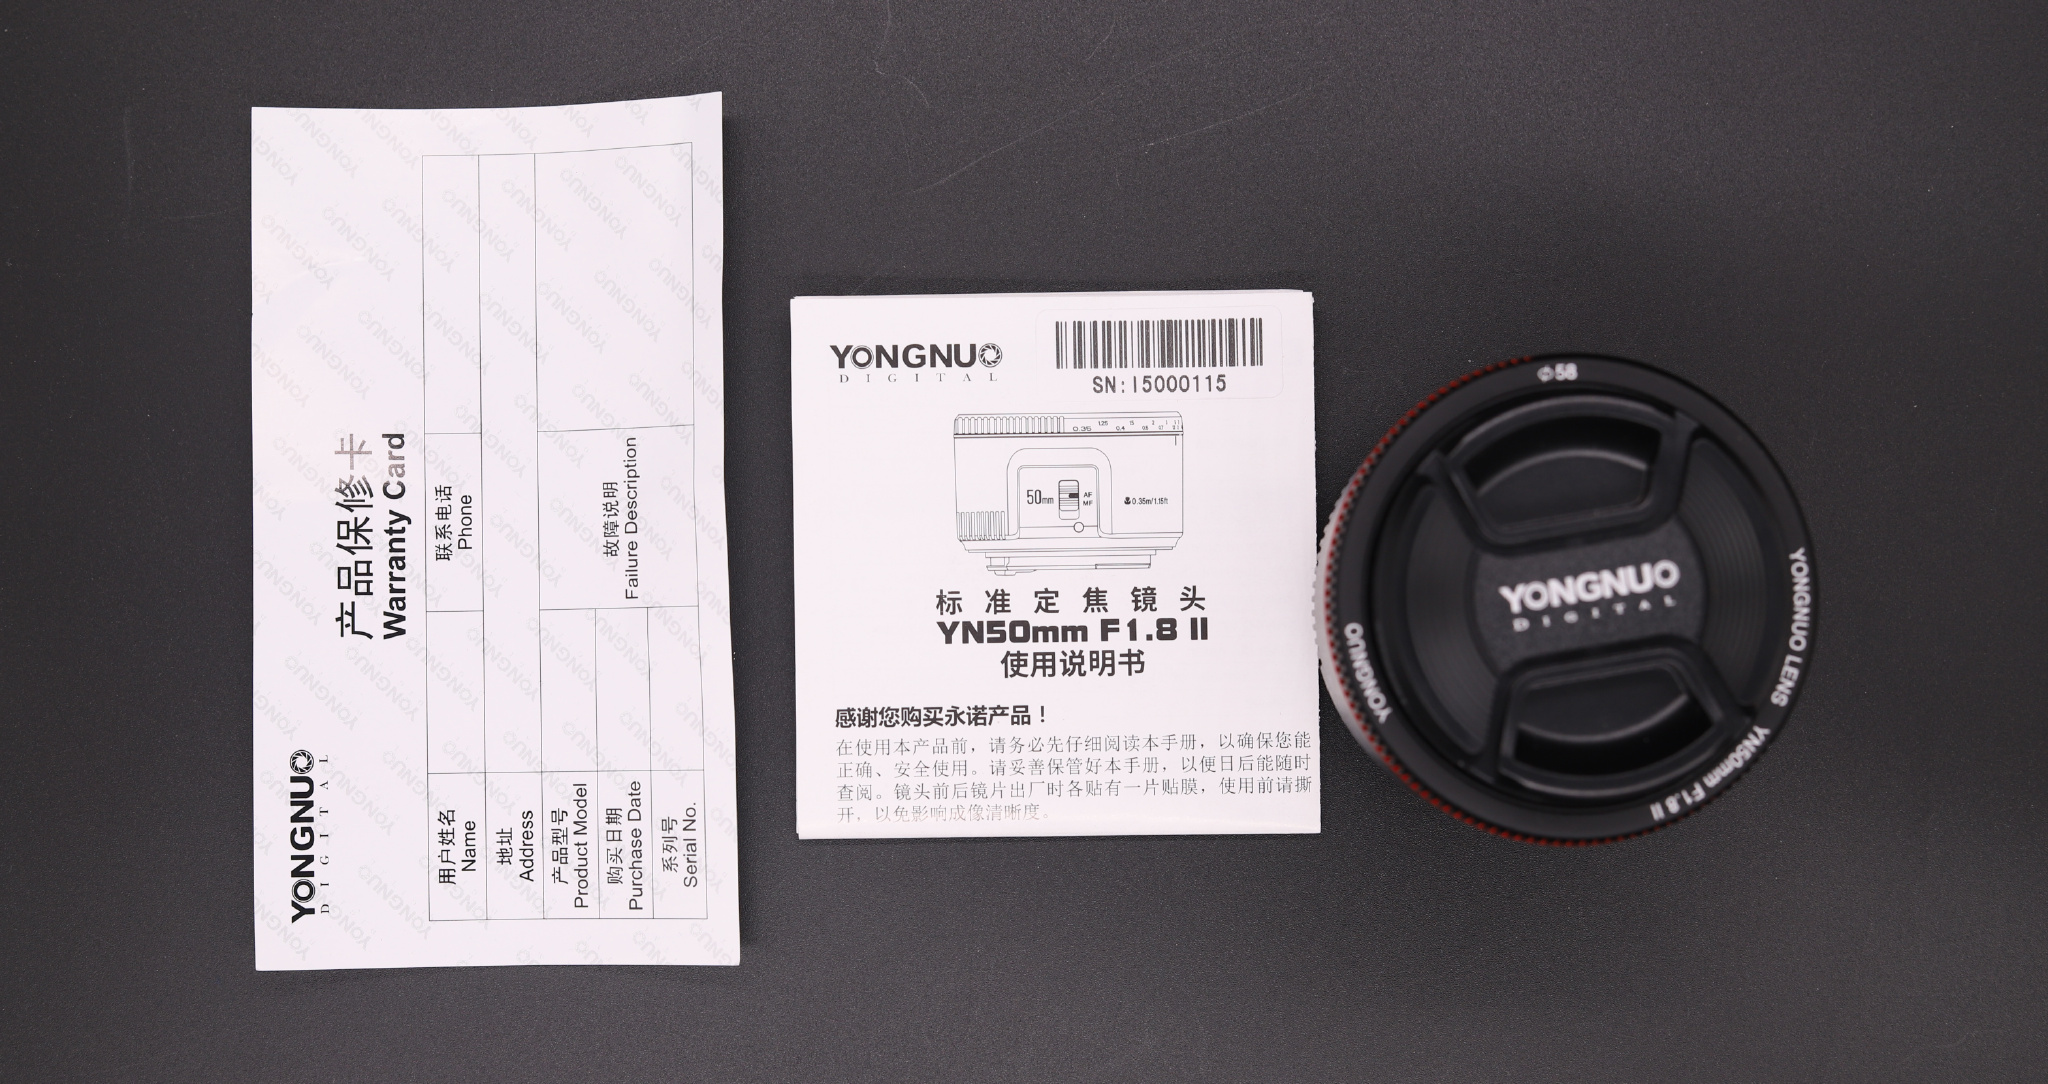 YONGNUO
DIGITAL
产品保修卡
Warranty Card
用户姓名
Name
联系电话
Phone
地址
Address
产品型号
Product Model
故障说明
Failure Description
购买日期
Purchase Date
系列号
Serial No.
YONGNUO
DIGITAL
SN:I5000115
0.35
0.4
50mm
AF
MF
0.35m/1.15ft
标准定焦镜头
YN50mm F1.8 II
使用说明书
感谢您购买永诺产品！
在使用本产品前，请务必先仔细阅读本手册，以确保您能
正确、安全使用。请妥善保管好本手册，以便日后能随时
查阅。镜头前后镜片出厂时各贴有一片贴膜，使用前请撕
开，以免影响成像清晰度。
Φ58
YONGNUO
DIGITAL
YONGNUO LENS
YN50mm F1.8 II
YONGNUO